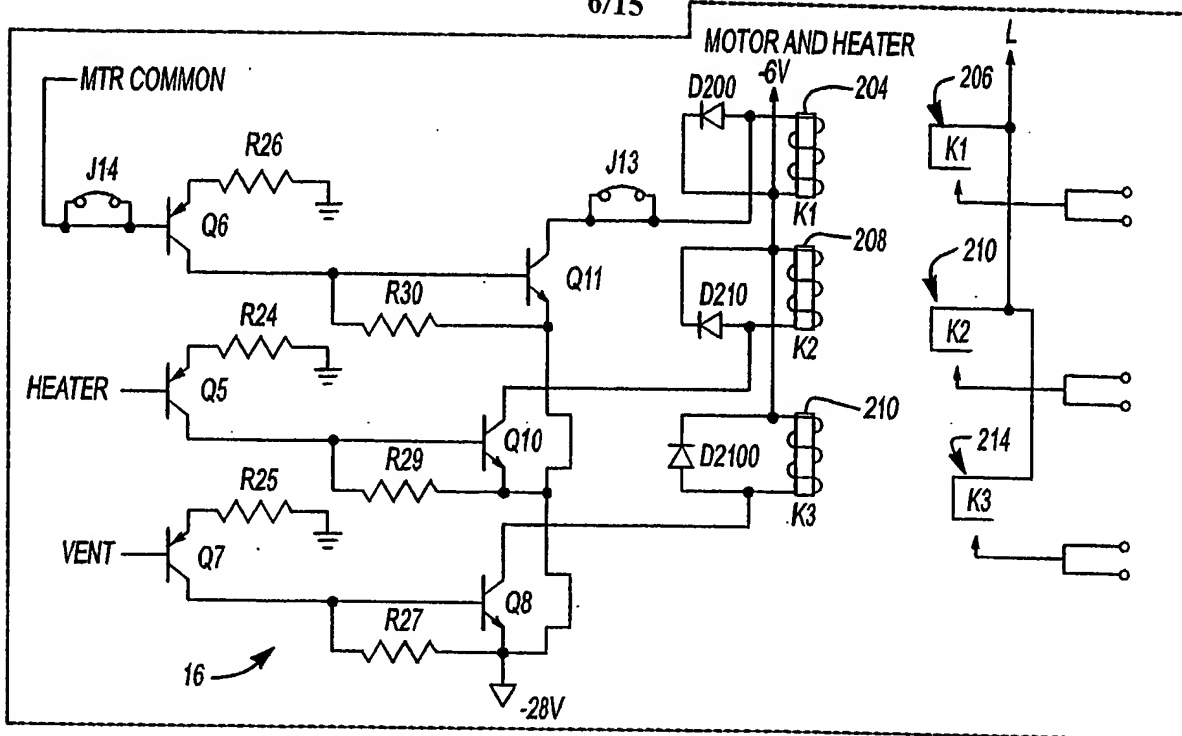 6/15
MOTOR AND HEATER
-6V
L
MTR COMMON
D200
204
206
K1
R26
J14
J13
Q6
K1
208
210
Q11
R30
D210
K2
R24
K2
HEATER
Q5
210
214
Q10
D2100
R29
K3
R25
K3
VENT
Q7
Q8
R27
16
-28V